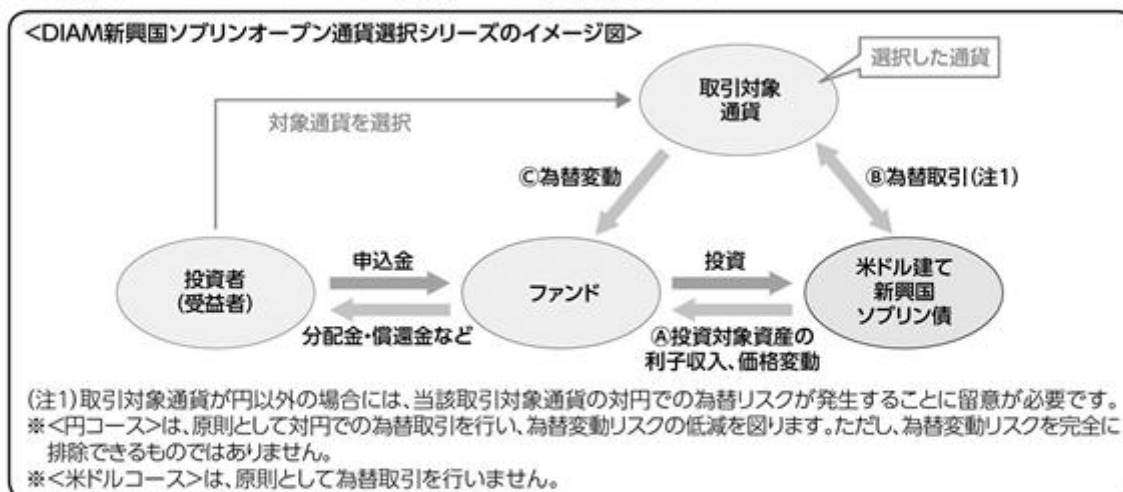 <DIAM新興国ソブリンオープン通貨選択シリーズのイメージ図>
選択した通貨
取引対象
通貨
対象通貨を選択
Ⓒ為替変動
Ⓑ為替取引(注1)
投資者
(受益者)
申込金
分配金・償還金など
ファンド
投資
Ⓐ投資対象資産の
利子収入、価格変動
米ドル建て
新興国
ソブリン債
(注1)取引対象通貨が円以外の場合には、当該取引対象通貨の対円での為替リスクが発生することに留意が必要です。
※<円コース>は、原則として対円での為替取引を行い、為替変動リスクの低減を図ります。ただし、為替変動リスクを完全に
排除できるものではありません。
※<米ドルコース>は、原則として為替取引を行いません。